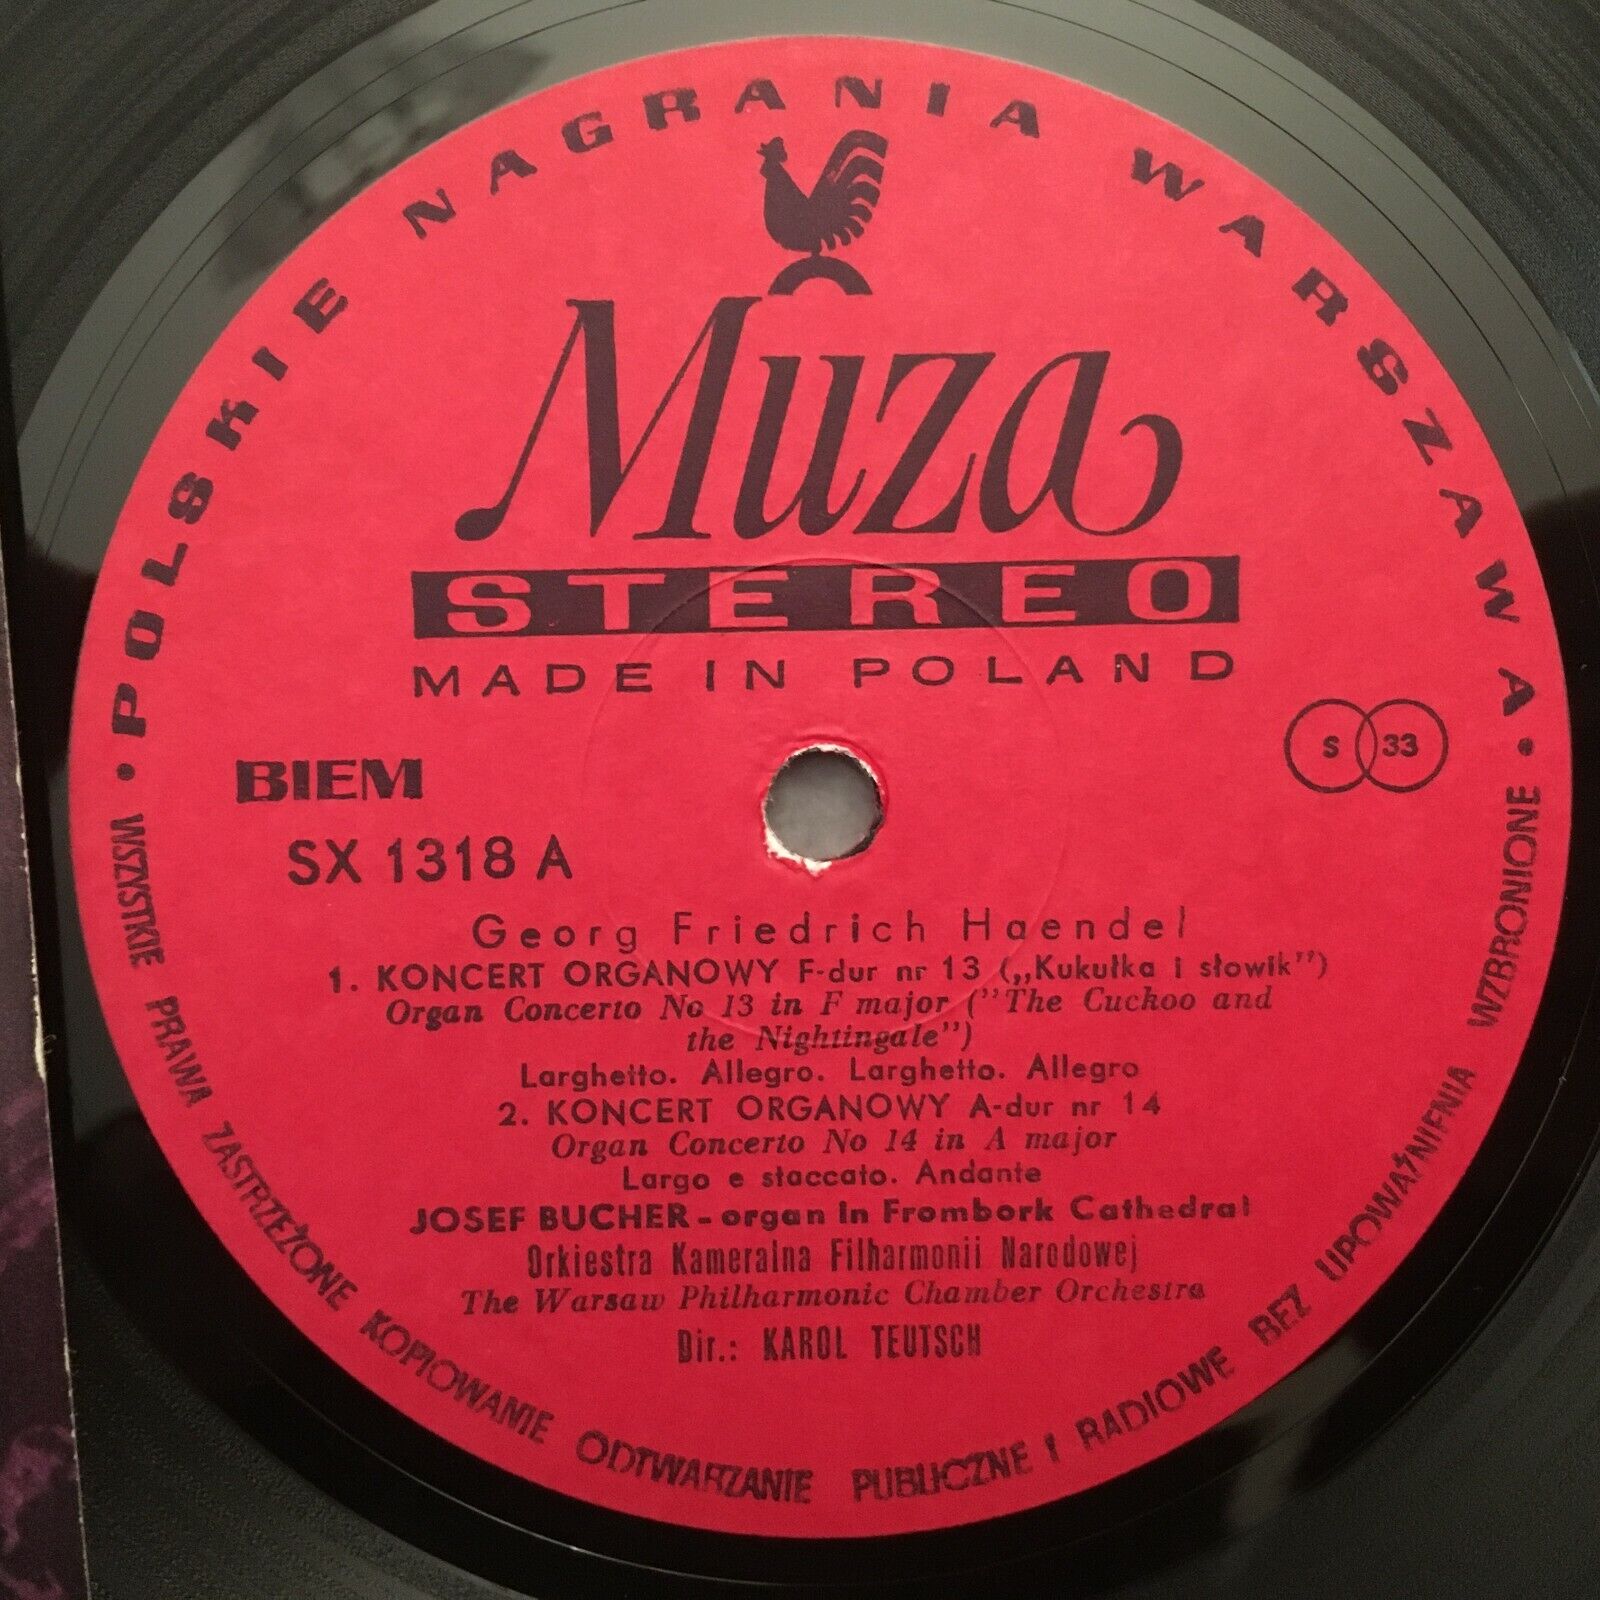 POLSKIE NAGRANIA WARSZAWA
Muza
STEREO
MADE IN POLAND
BIEM
S 33
SX 1318 A
Georg Friedrich Haendel
1. KONCERT ORGANOWY F-dur nr 13 („Kukułka i słowik”)
Organ Concerto No 13 in F major ("The Cuckoo and
the Nightingale”)
Larghetto. Allegro. Larghetto. Allegro
2. KONCERT ORGANOWY A-dur nr 14
Organ Concerto No 14 in A major
Largo e staccato. Andante
JOSEF BUCHER - organ in Frombork Cathedral
Orkiestra Kameralna Filharmonii Narodowej
The Warsaw Philharmonic Chamber Orchestra
Dir.: KAROL TEUTSCH
• WSZYSTKIE PRAWA ZASTRZEŻONE KOPIOWANIE ODTWARZANIE PUBLICZNE I RADIOWE BEZ UPOWAŻNIENIA WZBRONIONE •